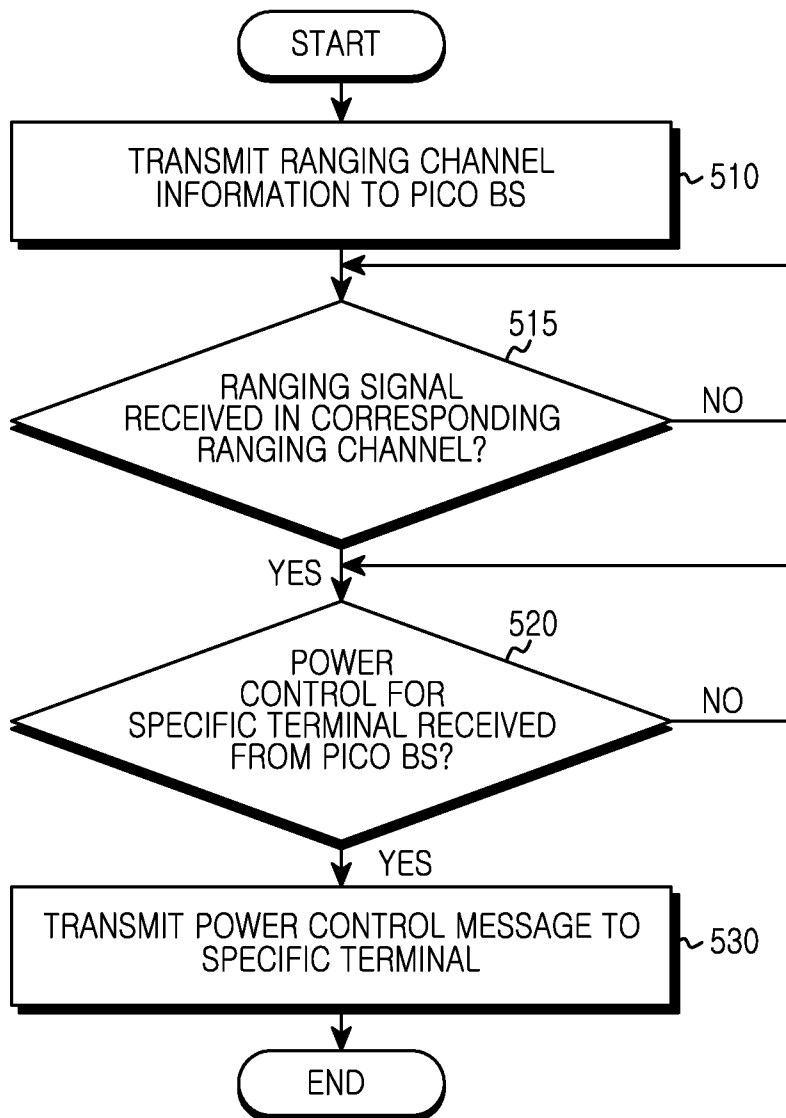 START
TRANSMIT RANGING CHANNEL
INFORMATION TO PICO BS
510
515
RANGING SIGNAL
RECEIVED IN CORRESPONDING
RANGING CHANNEL?
NO
YES
520
POWER
CONTROL FOR
SPECIFIC TERMINAL RECEIVED
FROM PICO BS?
NO
YES
TRANSMIT POWER CONTROL MESSAGE TO
SPECIFIC TERMINAL
530
END